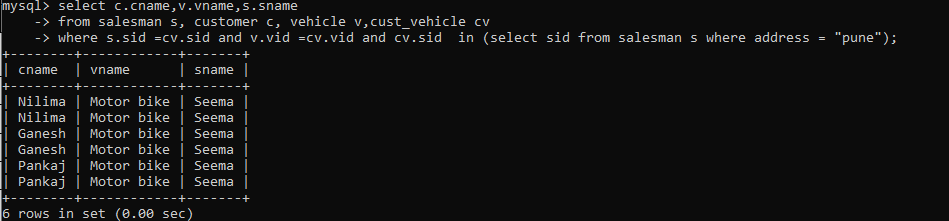 mysql> select c.cname,v.vname,s.sname
    -> from salesman s, customer c, vehicle v,cust_vehicle cv
    -> where s.sid =cv.sid and v.vid =cv.vid and cv.sid  in (select sid from salesman s where address = "pune");
+--------+------------+-------+
| cname  | vname      | sname |
+--------+------------+-------+
| Nilima | Motor bike | Seema |
| Nilima | Motor bike | Seema |
| Ganesh | Motor bike | Seema |
| Ganesh | Motor bike | Seema |
| Pankaj | Motor bike | Seema |
| Pankaj | Motor bike | Seema |
+--------+------------+-------+
6 rows in set (0.00 sec)